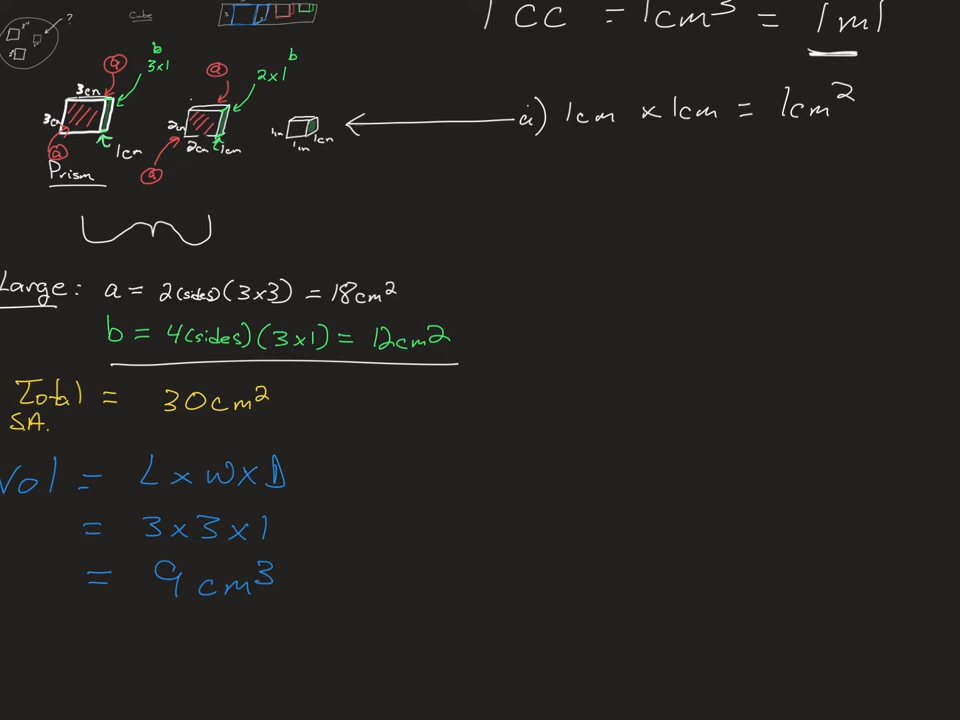 ?
Cube
1 CC = 1cm³ = 1ml
b
3x1
a
3cm
3cm
a
1cm
Prism
a
b
2x1
2cm
2cm
1cm
a
1cm
1cm
1cm
a) 1cm x 1cm = 1cm²
Large: a = 2(sides)(3x3) = 18cm²
b = 4(sides)(3x1) = 12cm²
Total = 30cm²
S.A.
Vol = L x W x D
= 3 x 3 x 1
= 9 cm³